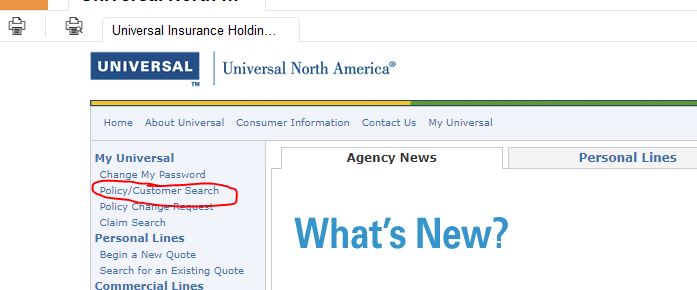 Universal Insurance Holdin...
UNIVERSAL
TM
Universal North America®
Home About Universal Consumer Information Contact Us My Universal
My Universal
Change My Password
Policy/Customer Search
Policy Change Request
Claim Search
Personal Lines
Begin a New Quote
Search for an Existing Quote
Commercial Lines
Agency News
Personal Lines
What's New?